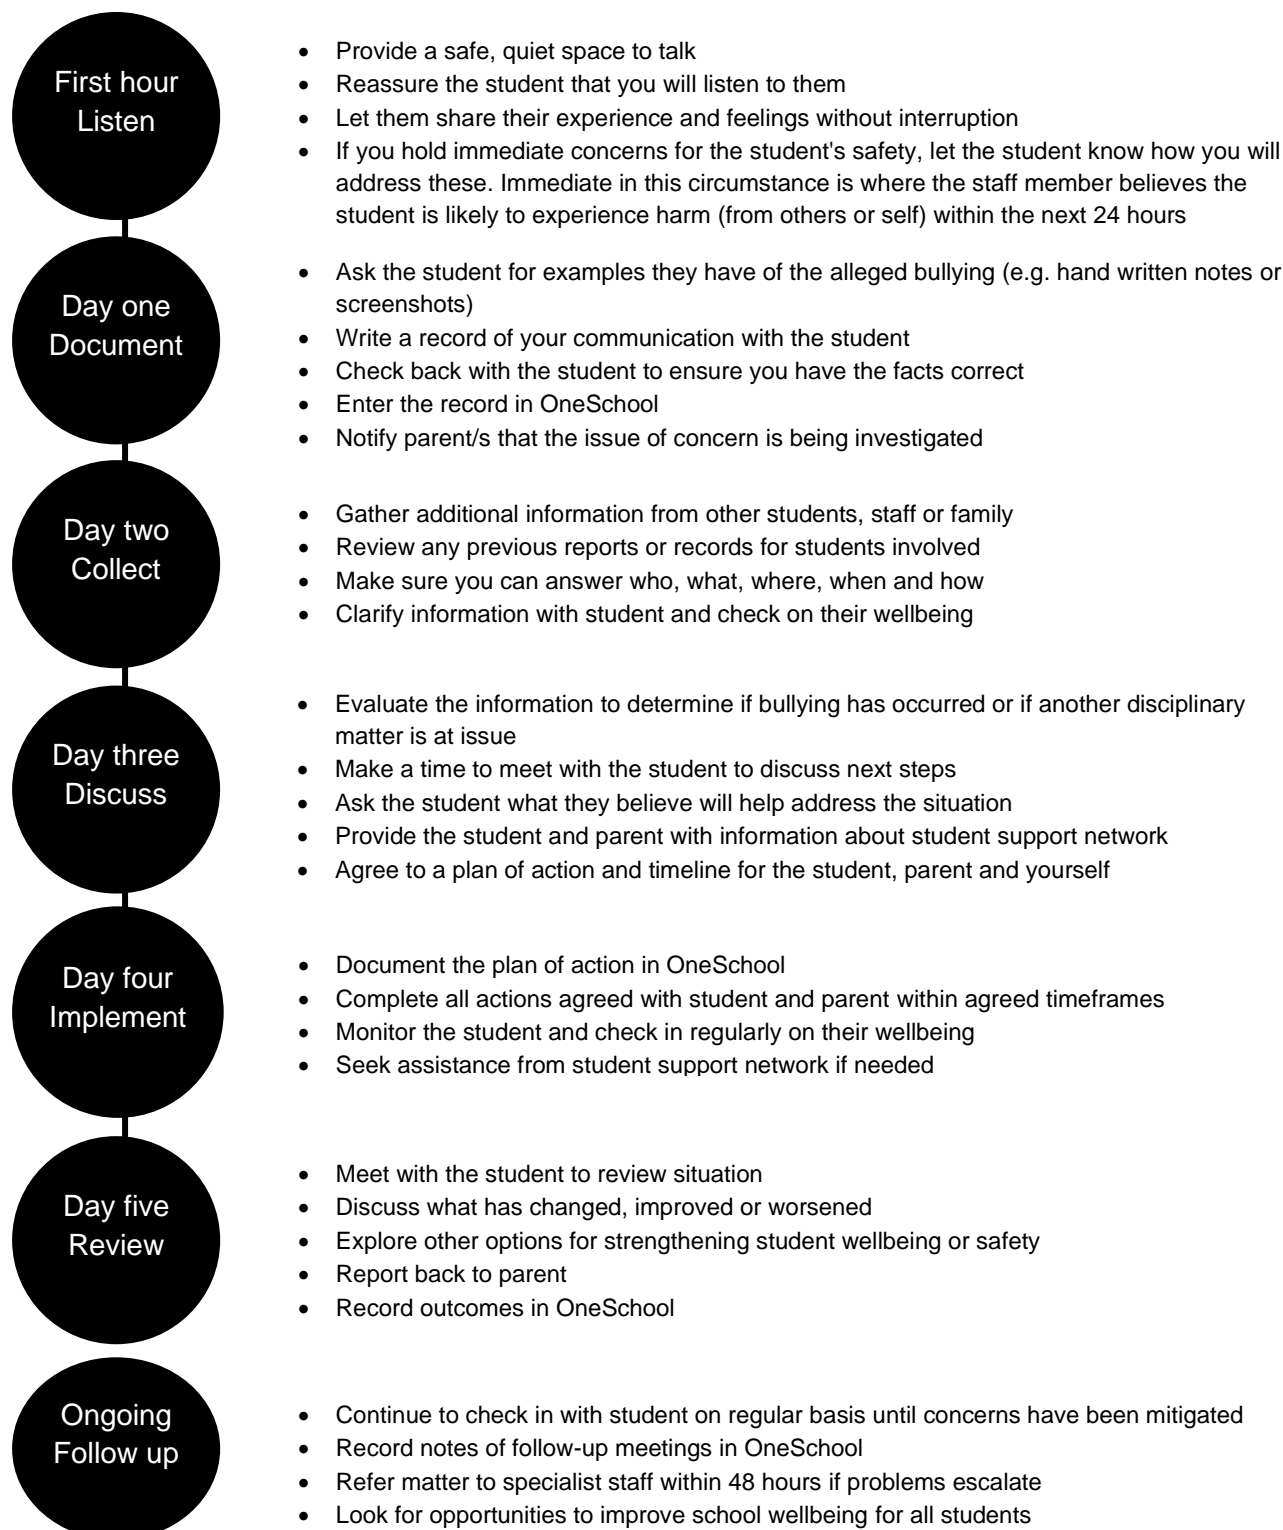 First hour
Listen
• Provide a safe, quiet space to talk
• Reassure the student that you will listen to them
• Let them share their experience and feelings without interruption
• If you hold immediate concerns for the student's safety, let the student know how you will
address these. Immediate in this circumstance is where the staff member believes the
student is likely to experience harm (from others or self) within the next 24 hours
Day one
Document
• Ask the student for examples they have of the alleged bullying (e.g. hand written notes or
screenshots)
• Write a record of your communication with the student
• Check back with the student to ensure you have the facts correct
• Enter the record in OneSchool
• Notify parent/s that the issue of concern is being investigated
Day two
Collect
• Gather additional information from other students, staff or family
• Review any previous reports or records for students involved
• Make sure you can answer who, what, where, when and how
• Clarify information with student and check on their wellbeing
Day three
Discuss
• Evaluate the information to determine if bullying has occurred or if another disciplinary
matter is at issue
• Make a time to meet with the student to discuss next steps
• Ask the student what they believe will help address the situation
• Provide the student and parent with information about student support network
• Agree to a plan of action and timeline for the student, parent and yourself
Day four
Implement
• Document the plan of action in OneSchool
• Complete all actions agreed with student and parent within agreed timeframes
• Monitor the student and check in regularly on their wellbeing
• Seek assistance from student support network if needed
Day five
Review
• Meet with the student to review situation
• Discuss what has changed, improved or worsened
• Explore other options for strengthening student wellbeing or safety
• Report back to parent
• Record outcomes in OneSchool
Ongoing
Follow up
• Continue to check in with student on regular basis until concerns have been mitigated
• Record notes of follow-up meetings in OneSchool
• Refer matter to specialist staff within 48 hours if problems escalate
• Look for opportunities to improve school wellbeing for all students